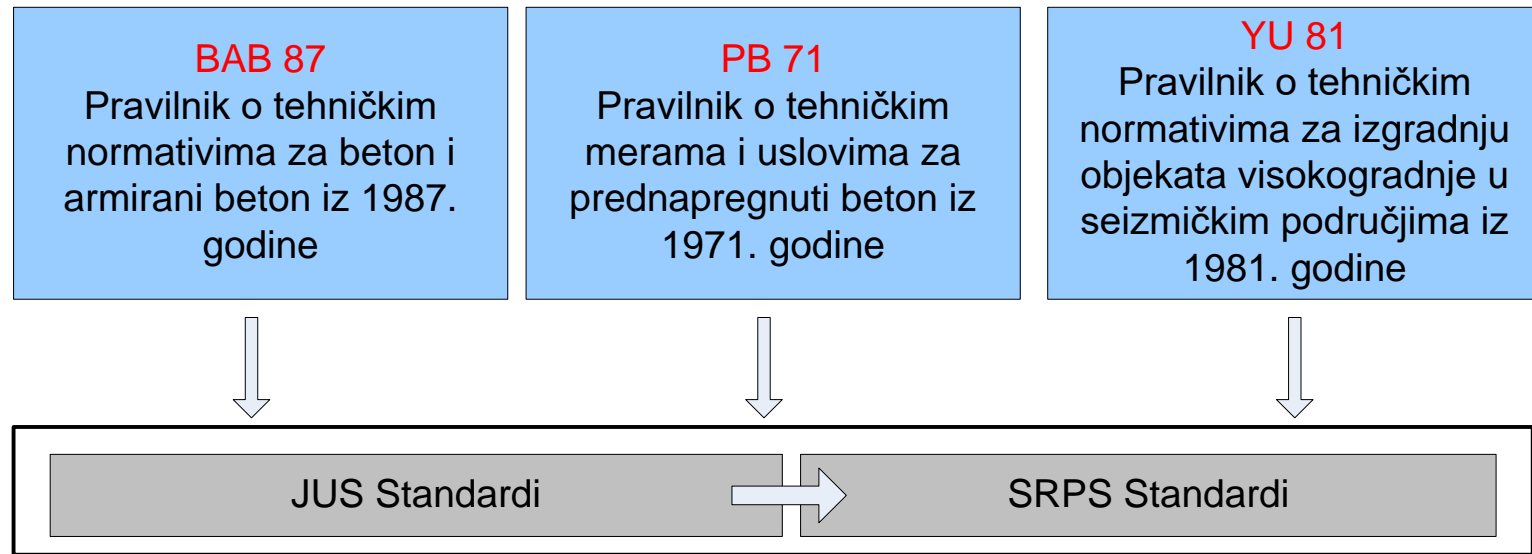 BAB 87
Pravilnik o tehničkim
normativima za beton i
armirani beton iz 1987.
godine
PB 71
Pravilnik o tehničkim
merama i uslovima za
prednapregnuti beton iz
1971. godine
YU 81
Pravilnik o tehničkim
normativima za izgradnju
objekata visokogradnje u
seizmičkim područjima iz
1981. godine
JUS Standardi
SRPS Standardi